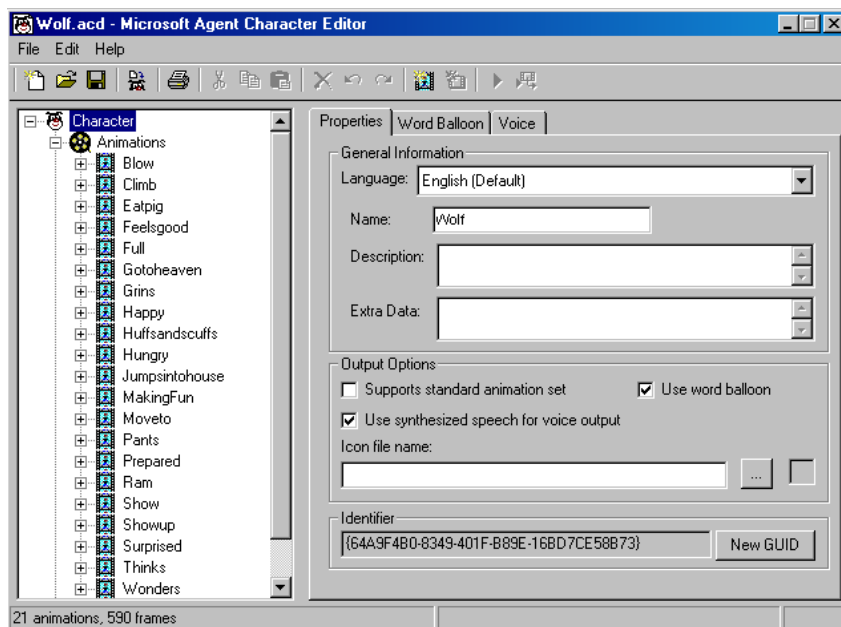 Wolf.acd - Microsoft Agent Character Editor
File Edit Help
Character
Animations
Blow
Climb
Eatpig
Feelsgood
Full
Gotoheaven
Grins
Happy
Huffsandscuffs
Hungry
Jumpsintohouse
MakingFun
Moveto
Pants
Prepared
Ram
Show
Showup
Surprised
Thinks
Wonders
Properties Word Balloon Voice
General Information
Language: English (Default)
Name: Wolf
Description:
Extra Data:
Output Options
Supports standard animation set Use word balloon
Use synthesized speech for voice output
Icon file name:
...
Identifier
{64A9F4B0-8349-401F-B89E-16BD7CE58B73} New GUID
21 animations, 590 frames